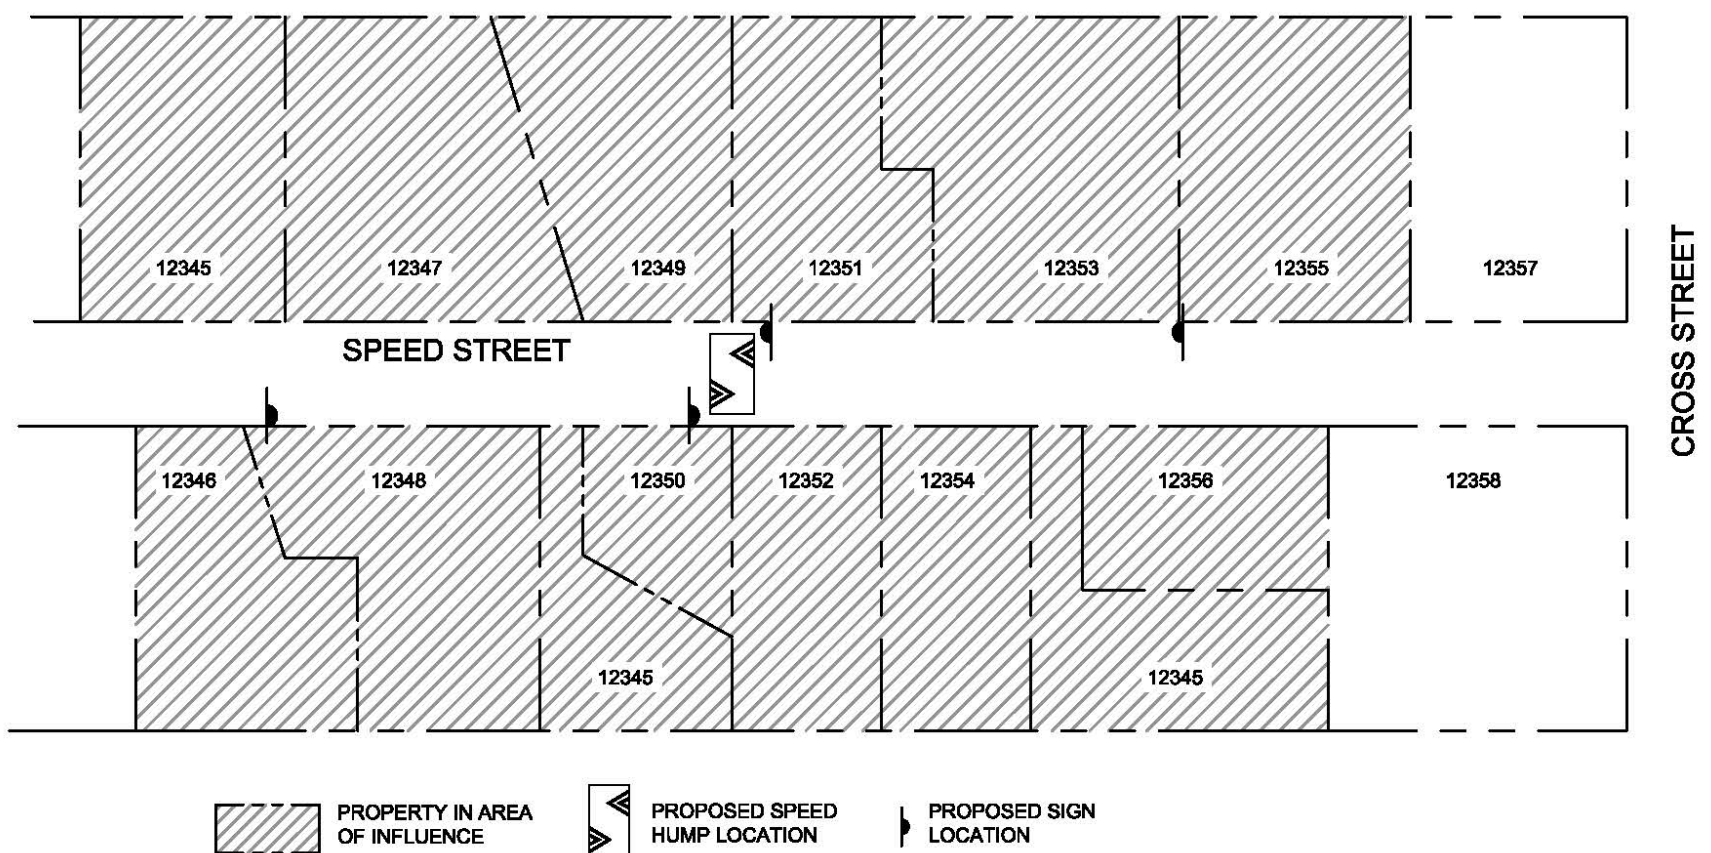 12345 12347 12349 12351 12353 12355 12357
SPEED STREET
CROSS STREET
12346 12348 12350 12352 12354 12356 12358
12345 12345
PROPERTY IN AREA
OF INFLUENCE
PROPOSED SPEED
HUMP LOCATION
PROPOSED SIGN
LOCATION